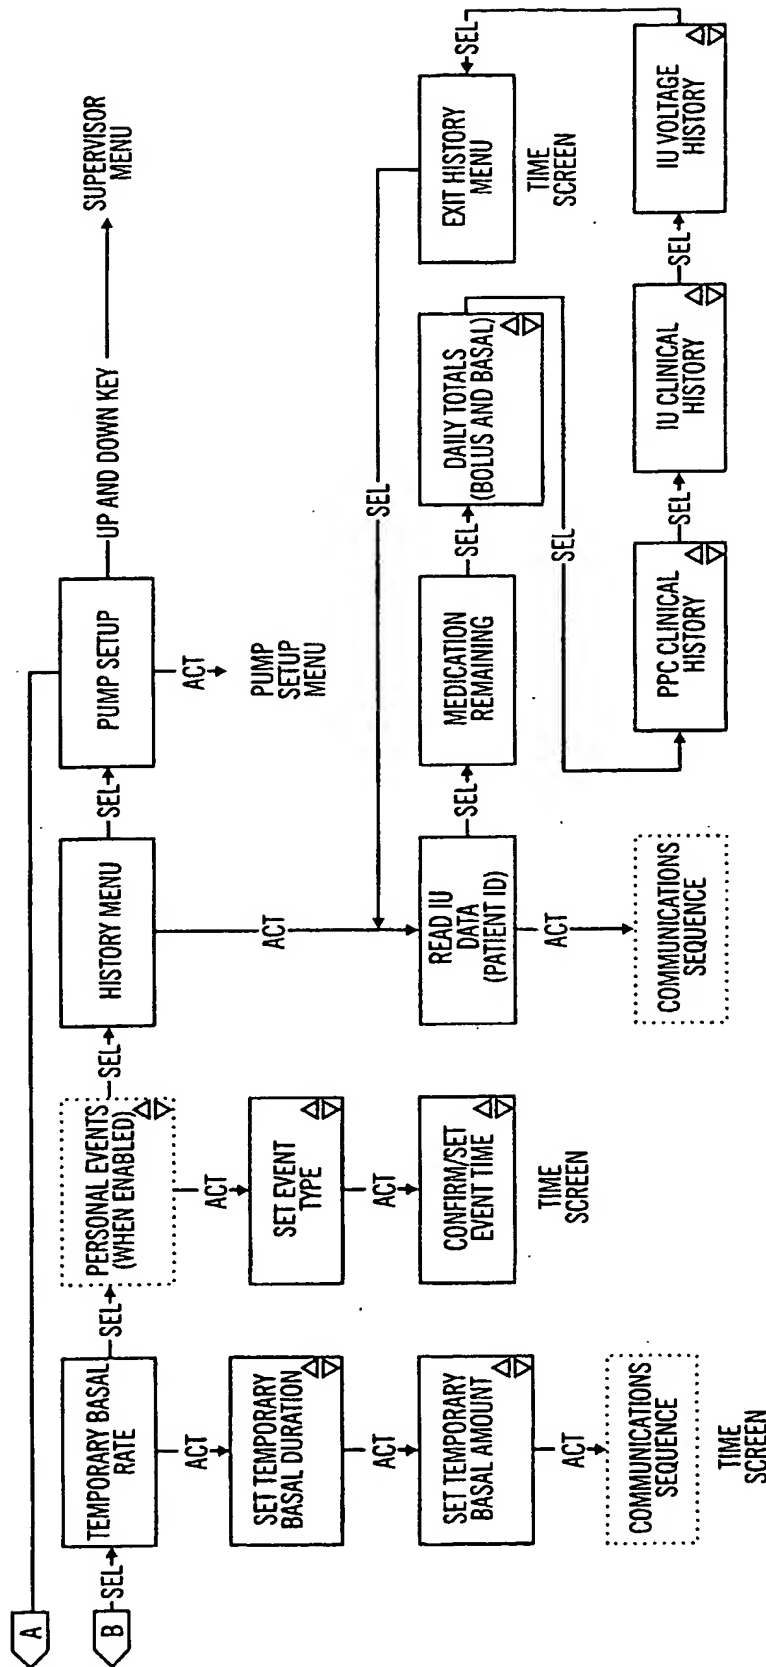 A
B
SEL
TEMPORARY BASAL
RATE
SEL
PERSONAL EVENTS
(WHEN ENABLED)
SEL
HISTORY MENU
SEL
PUMP SETUP
UP AND DOWN KEY
SUPERVISOR
MENU
ACT
SET TEMPORARY
BASAL DURATION
ACT
SET TEMPORARY
BASAL AMOUNT
ACT
COMMUNICATIONS
SEQUENCE
TIME
SCREEN
ACT
SET EVENT
TYPE
ACT
CONFIRM/SET
EVENT TIME
TIME
SCREEN
ACT
PUMP
SETUP
MENU
ACT
SEL
READ IU
DATA
(PATIENT ID)
SEL
MEDICATION
REMAINING
SEL
DAILY TOTALS
(BOLUS AND BASAL)
EXIT HISTORY
MENU
SEL
TIME
SCREEN
ACT
COMMUNICATIONS
SEQUENCE
SEL
PPC CLINICAL
HISTORY
SEL
IU CLINICAL
HISTORY
SEL
IU VOLTAGE
HISTORY